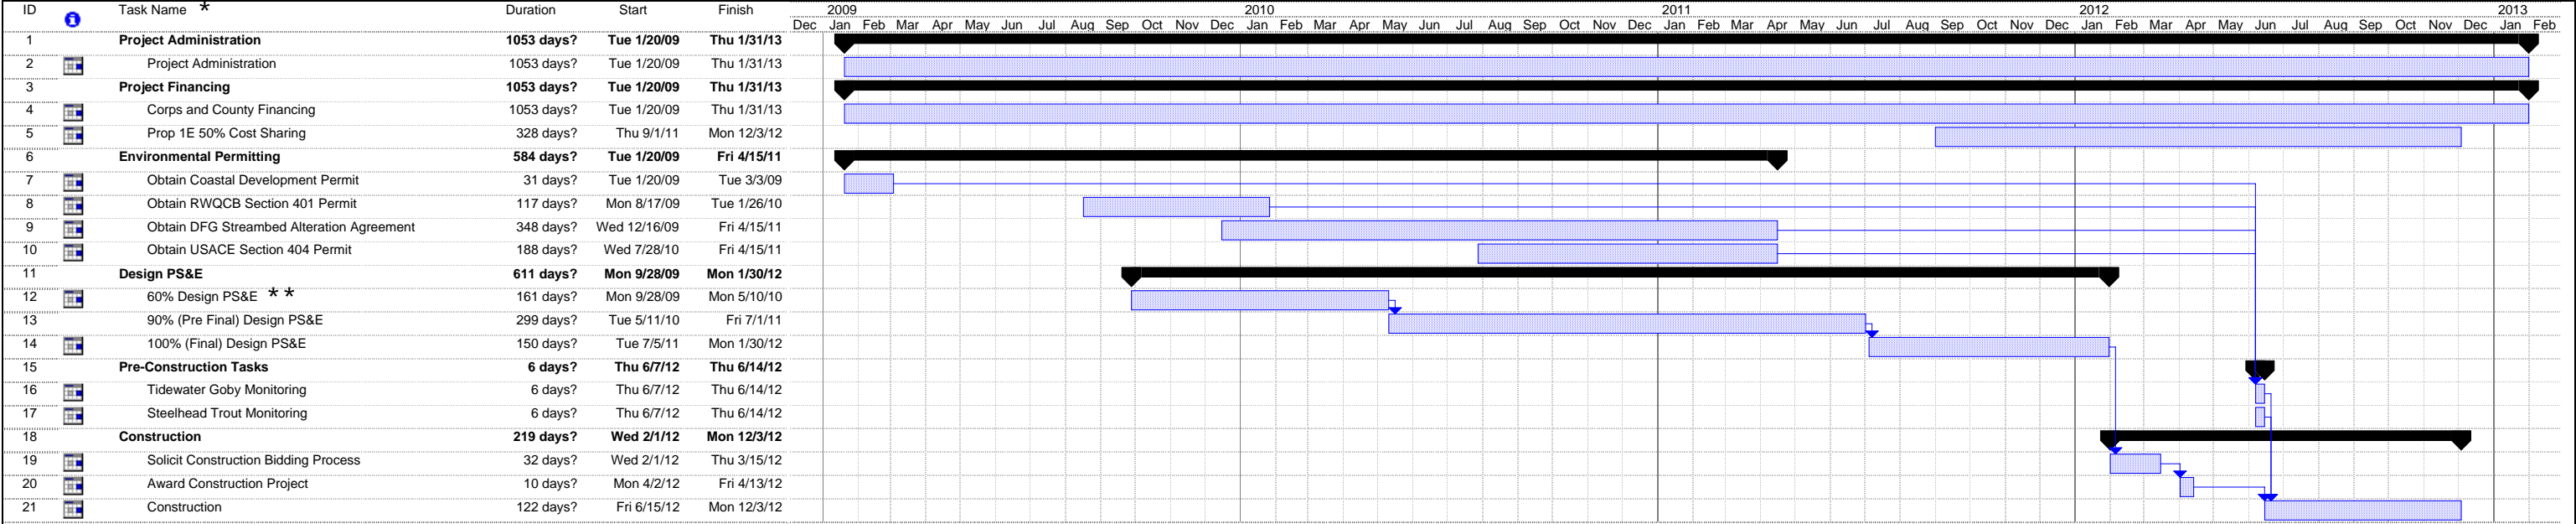 ID Task Name * Duration Start Finish 2009 2010 2011 2012 2013
Dec Jan Feb Mar Apr May Jun Jul Aug Sep Oct Nov Dec Jan Feb Mar Apr May Jun Jul Aug Sep Oct Nov Dec Jan Feb Mar Apr May Jun Jul Aug Sep Oct Nov Dec Jan Feb Mar Apr May Jun Jul Aug Sep Oct Nov Dec Jan Feb
1 Project Administration 1053 days? Tue 1/20/09 Thu 1/31/13
2 Project Administration 1053 days? Tue 1/20/09 Thu 1/31/13
3 Project Financing 1053 days? Tue 1/20/09 Thu 1/31/13
4 Corps and County Financing 1053 days? Tue 1/20/09 Thu 1/31/13
5 Prop 1E 50% Cost Sharing 328 days? Thu 9/1/11 Mon 12/3/12
6 Environmental Permitting 584 days? Tue 1/20/09 Fri 4/15/11
7 Obtain Coastal Development Permit 31 days? Tue 1/20/09 Tue 3/3/09
8 Obtain RWQCB Section 401 Permit 117 days? Mon 8/17/09 Tue 1/26/10
9 Obtain DFG Streambed Alteration Agreement 348 days? Wed 12/16/09 Fri 4/15/11
10 Obtain USACE Section 404 Permit 188 days? Wed 7/28/10 Fri 4/15/11
11 Design PS&E 611 days? Mon 9/28/09 Mon 1/30/12
12 60% Design PS&E ** 161 days? Mon 9/28/09 Mon 5/10/10
13 90% (Pre Final) Design PS&E 299 days? Tue 5/11/10 Fri 7/1/11
14 100% (Final) Design PS&E 150 days? Tue 7/5/11 Mon 1/30/12
15 Pre-Construction Tasks 6 days? Thu 6/7/12 Thu 6/14/12
16 Tidewater Goby Monitoring 6 days? Thu 6/7/12 Thu 6/14/12
17 Steelhead Trout Monitoring 6 days? Thu 6/7/12 Thu 6/14/12
18 Construction 219 days? Wed 2/1/12 Mon 12/3/12
19 Solicit Construction Bidding Process 32 days? Wed 2/1/12 Thu 3/15/12
20 Award Construction Project 10 days? Mon 4/2/12 Fri 4/13/12
21 Construction 122 days? Fri 6/15/12 Mon 12/3/12